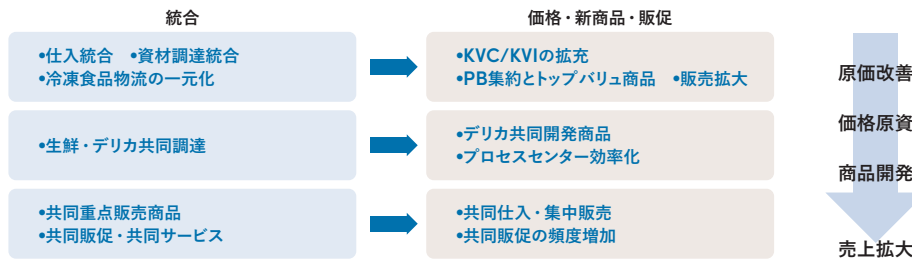 統合
価格・新商品・販促
•仕入統合 •資材調達統合
•冷凍食品物流の一元化
•KVC/KVIの拡充
•PB集約とトップバリュ商品 •販売拡大
•生鮮・デリカ共同調達
•デリカ共同開発商品
•プロセスセンター効率化
•共同重点販売商品
•共同販促・共同サービス
•共同仕入・集中販売
•共同販促の頻度増加
原価改善
価格原資
商品開発
売上拡大